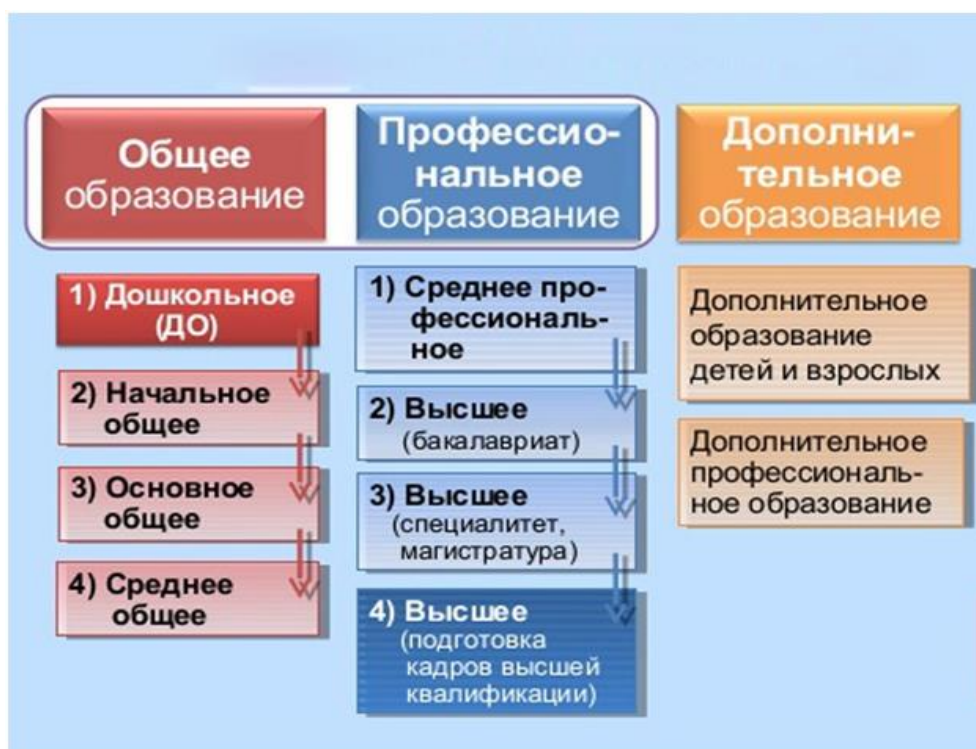 Общее
образование
1) Дошкольное
(ДО)
2) Начальное
общее
3) Основное
общее
4) Среднее
общее
Профессио-
нальное
образование
1) Среднее про-
фессиональ-
ное
2) Высшее
(бакалавриат)
3) Высшее
(специалитет,
магистратура)
4) Высшее
(подготовка
кадров высшей
квалификации)
Дополни-
тельное
образование
Дополнительное
образование
детей и взрослых
Дополнительное
профессиональ-
ное образование